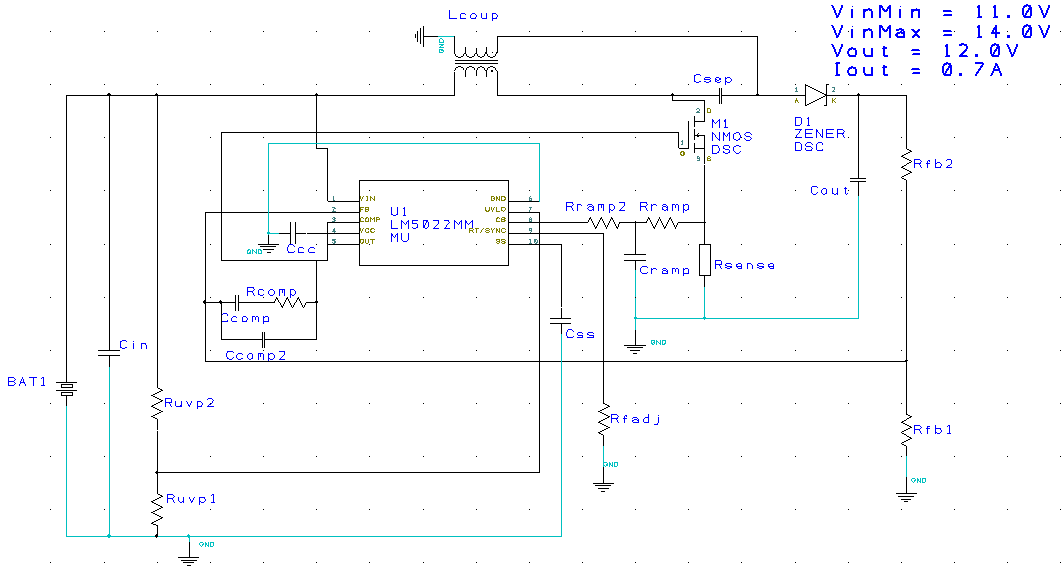 VinMin = 11.0V
VinMax = 14.0V
Vout = 12.0V
Iout = 0.7A
Lcoup
GND
Csep
1 2
A K
D1
ZENER.
DSC
2 D
M1
NMOS
DSC
1
G
3 S
Rfb2
Cout
1 VIN
2 FB
3 COMP
4 VCC
5 OUT
U1
LM5022MM
MU
GND 6
UVLO 7
CS 8
RT/SYNC 9
SS 10
Rramp2
Rramp
Cramp
Rsense
GND
Ccc
GND
Rcomp
Ccomp
Ccomp2
Css
Cin
BAT1
Ruvp2
Rfadj
GND
Rfb1
GND
Ruvp1
GND